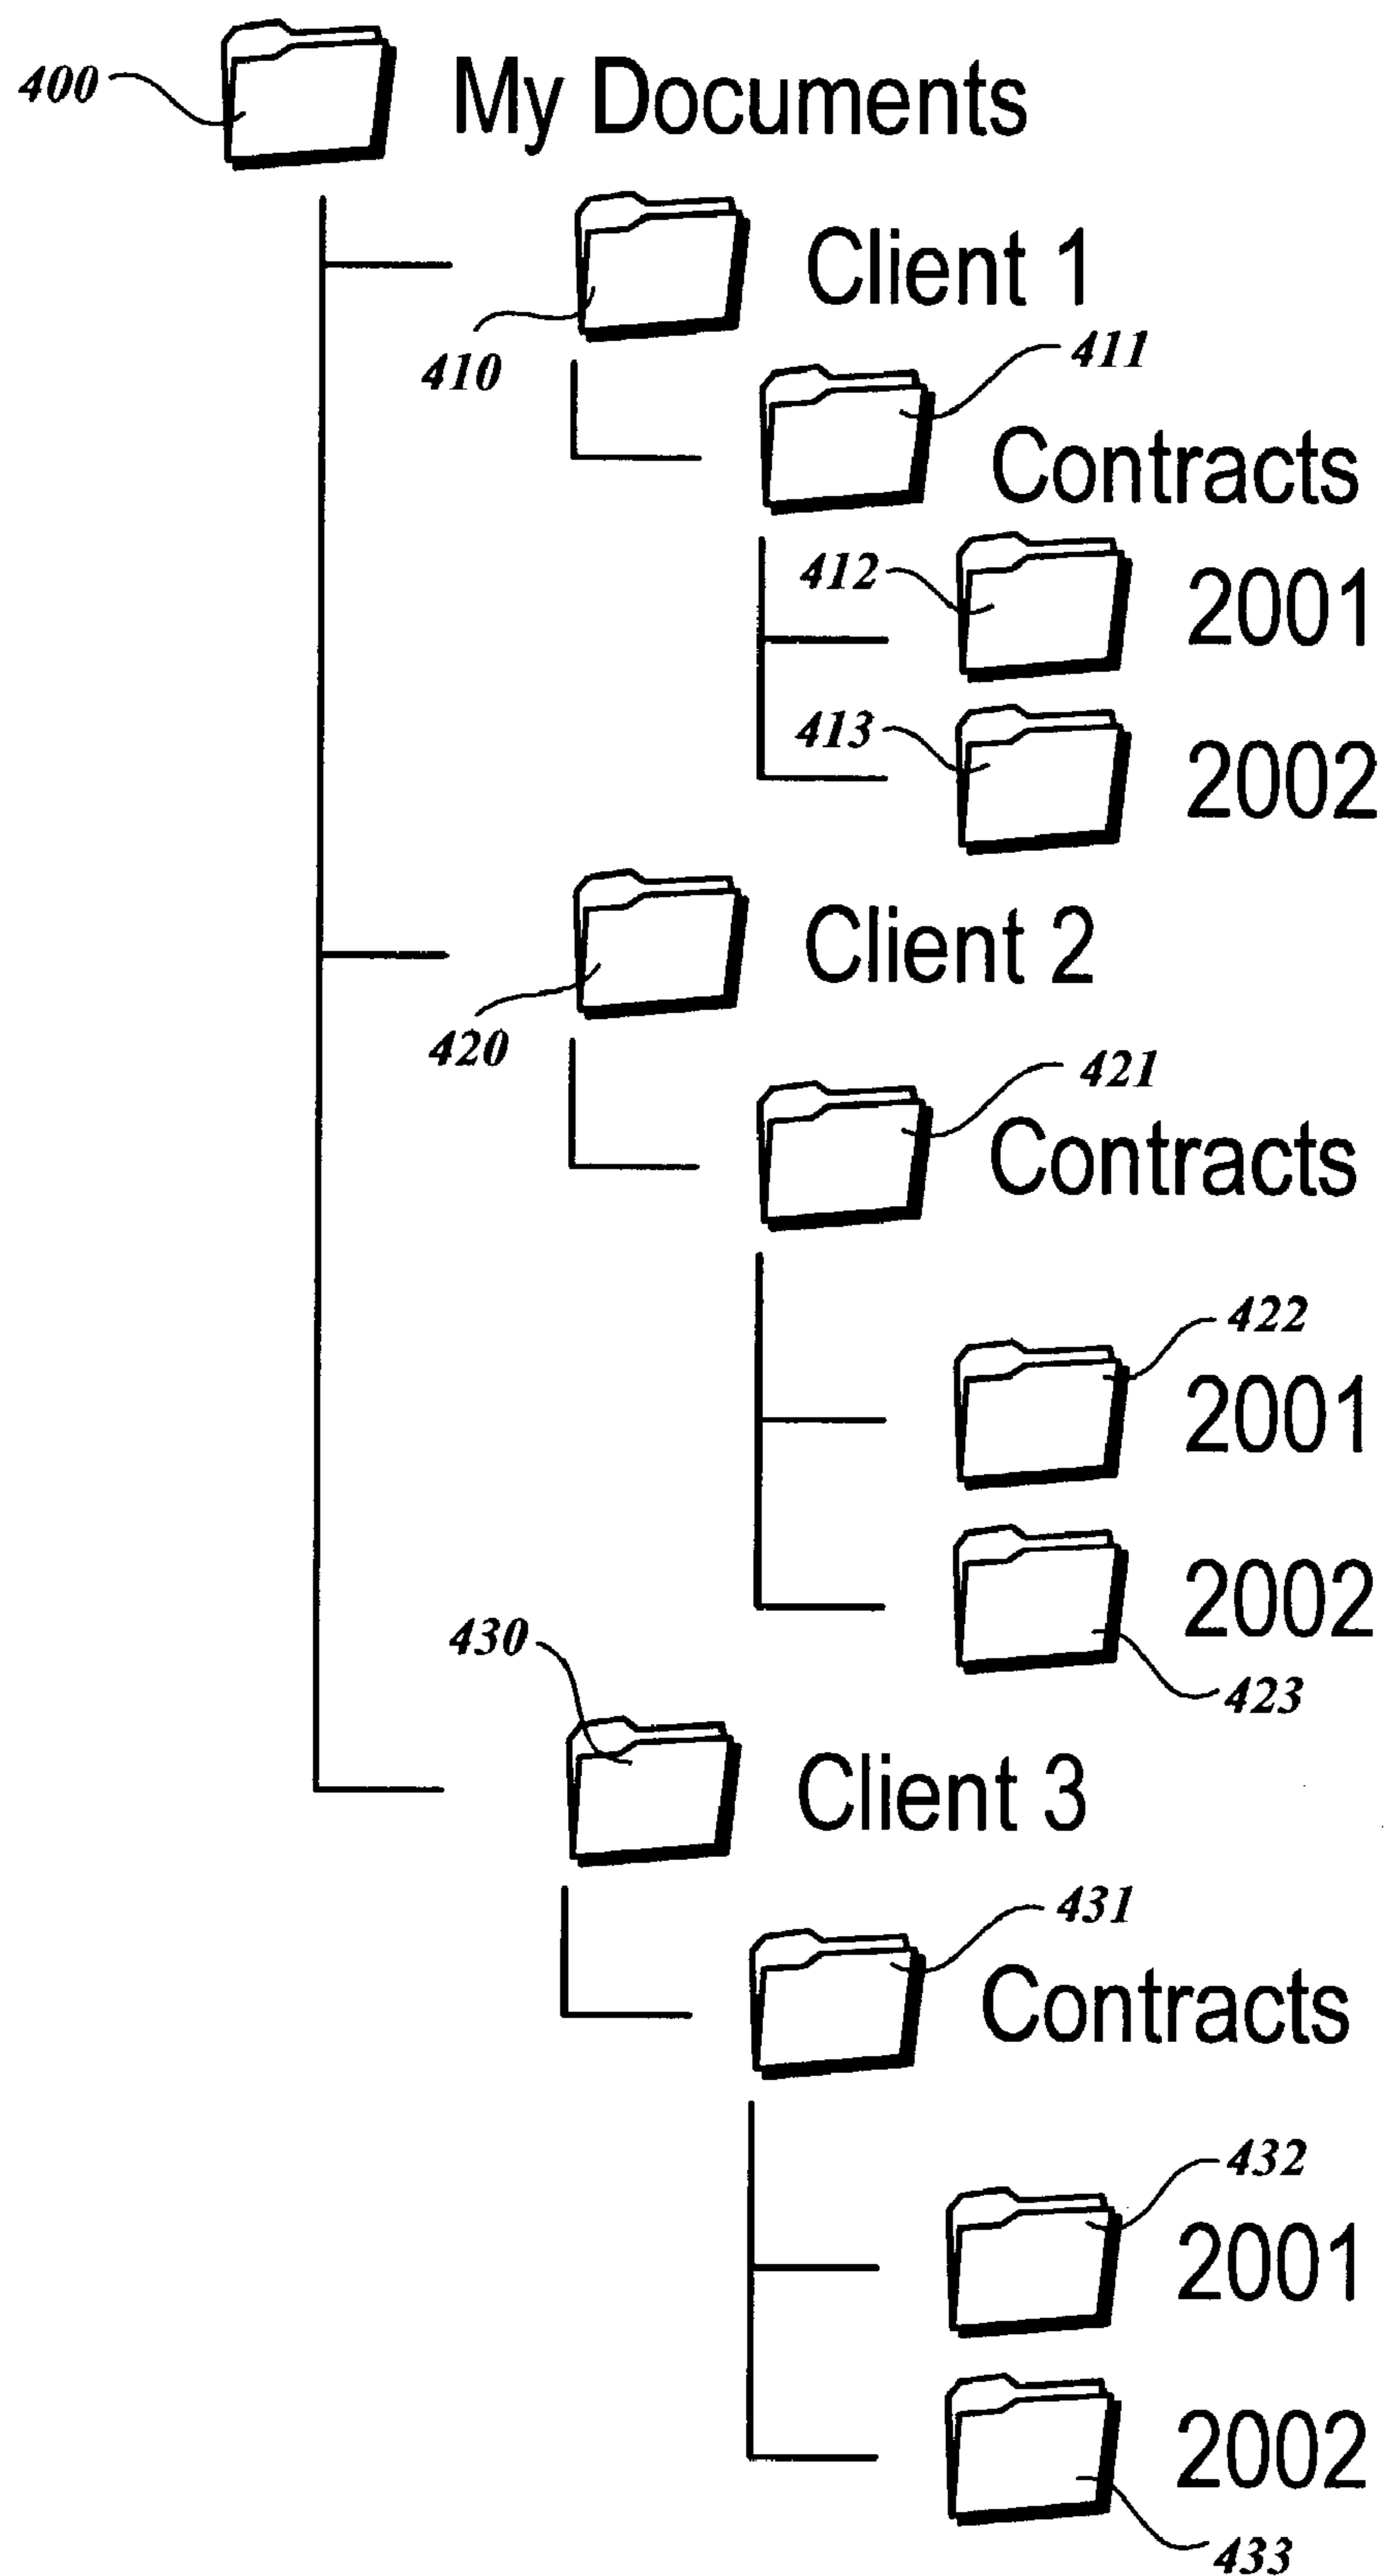 400 My Documents
Client 1
410
411
Contracts
412 2001
413 2002
Client 2
420
421
Contracts
422
2001
2002
423
430
Client 3
431
Contracts
432
2001
2002
433